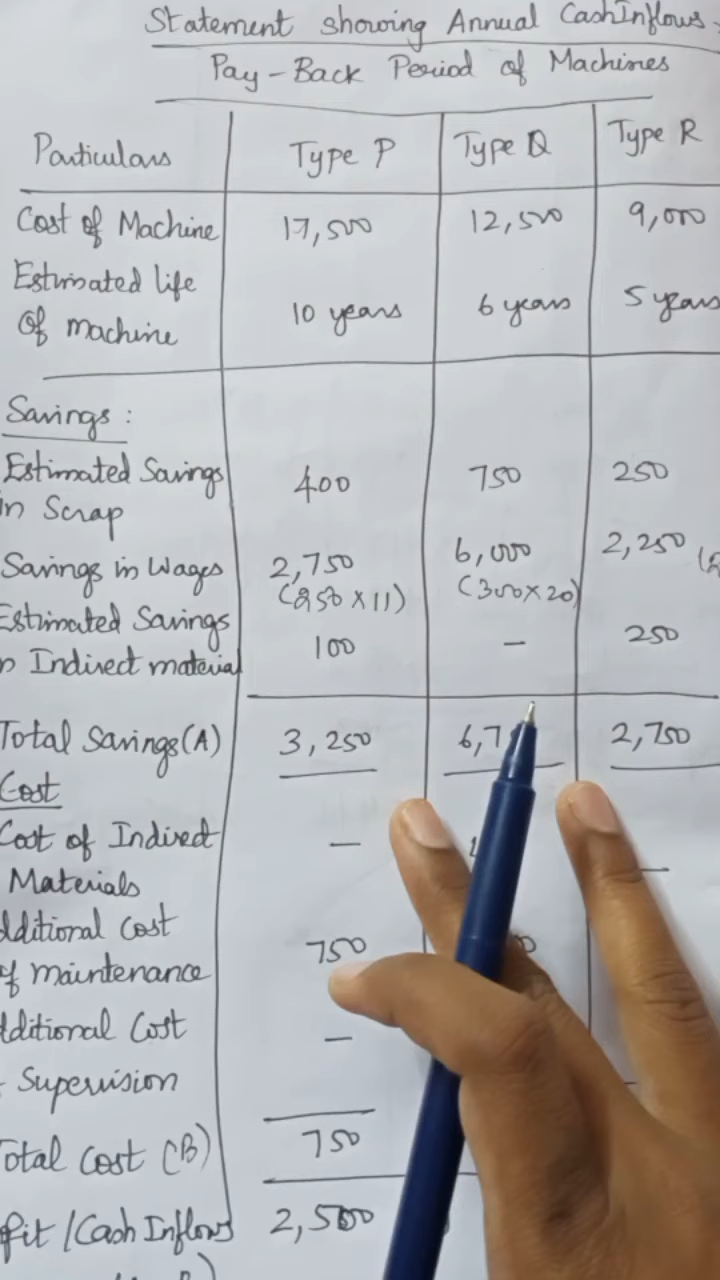 Statement showing Annual CashInflows
Pay-Back Period of Machines
Particulars Type P Type Q Type R
Cost of Machine 17,500 12,500 9,000
Estimated life
Of machine 10 years 6 years 5 years
Savings:
Estimated Savings 400 750 250
in Scrap
Savings in Wages 2,750 6,000 2,250
(250 x 11) (300 x 20)
Estimated Savings
Indirect material 100 - 250
Total Savings (A) 3,250 2,750
Cost
Cost of Indirect — —
Materials
Additional Cost
of maintenance 750
Additional Cost —
Supervision
Total Cost (B) 750
Cash Inflows 2,500